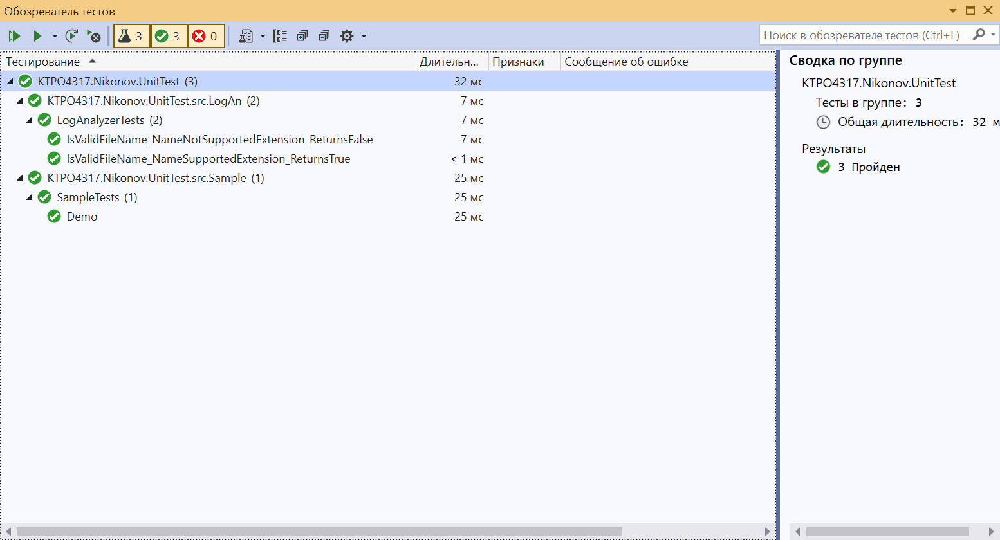 Обозреватель тестов
3 3 0
Поиск в обозревателе тестов (Ctrl+E)
Тестирование Длительн... Признаки Сообщение об ошибке
KTPO4317.Nikonov.UnitTest (3) 32 мс
KTPO4317.Nikonov.UnitTest.src.LogAn (2) 7 мс
LogAnalyzerTests (2) 7 мс
IsValidFileName_NameNotSupportedExtension_ReturnsFalse 7 мс
IsValidFileName_NameSupportedExtension_ReturnsTrue < 1 мс
KTPO4317.Nikonov.UnitTest.src.Sample (1) 25 мс
SampleTests (1) 25 мс
Demo 25 мс
Сводка по группе
KTPO4317.Nikonov.UnitTest
Тесты в группе: 3
Общая длительность: 32 м
Результаты
3 Пройден